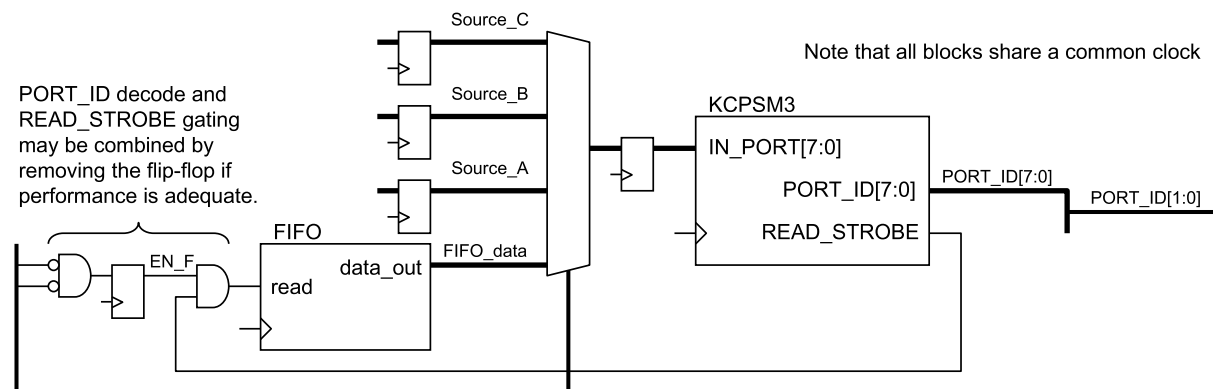 Source_C
Note that all blocks share a common clock
PORT_ID decode and
READ_STROBE gating
may be combined by
removing the flip-flop if
performance is adequate.
Source_B
KCPSM3
IN_PORT[7:0]
Source_A
PORT_ID[7:0]
PORT_ID[7:0]
PORT_ID[1:0]
READ_STROBE
FIFO
FIFO_data
EN_F
data_out
read